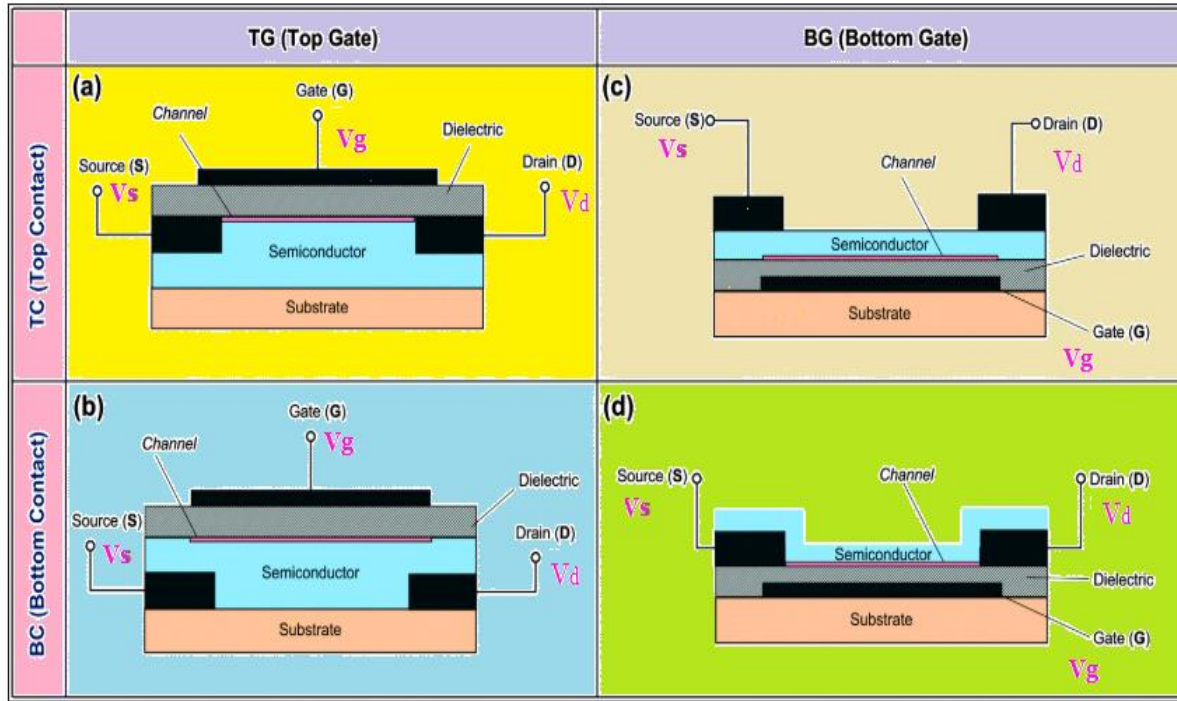 TG (Top Gate)
BG (Bottom Gate)
TC (Top Contact)
(a)
Gate (G)
Channel
Vg
Dielectric
Source (S)
Drain (D)
Vs
Vd
Semiconductor
Substrate
(c)
Source (S)
Drain (D)
Vs
Vd
Channel
Semiconductor
Dielectric
Substrate
Gate (G)
Vg
BC (Bottom Contact)
(b)
Gate (G)
Channel
Vg
Dielectric
Source (S)
Drain (D)
Vs
Vd
Semiconductor
Substrate
(d)
Source (S)
Channel
Drain (D)
Vs
Vd
Semiconductor
Dielectric
Substrate
Gate (G)
Vg